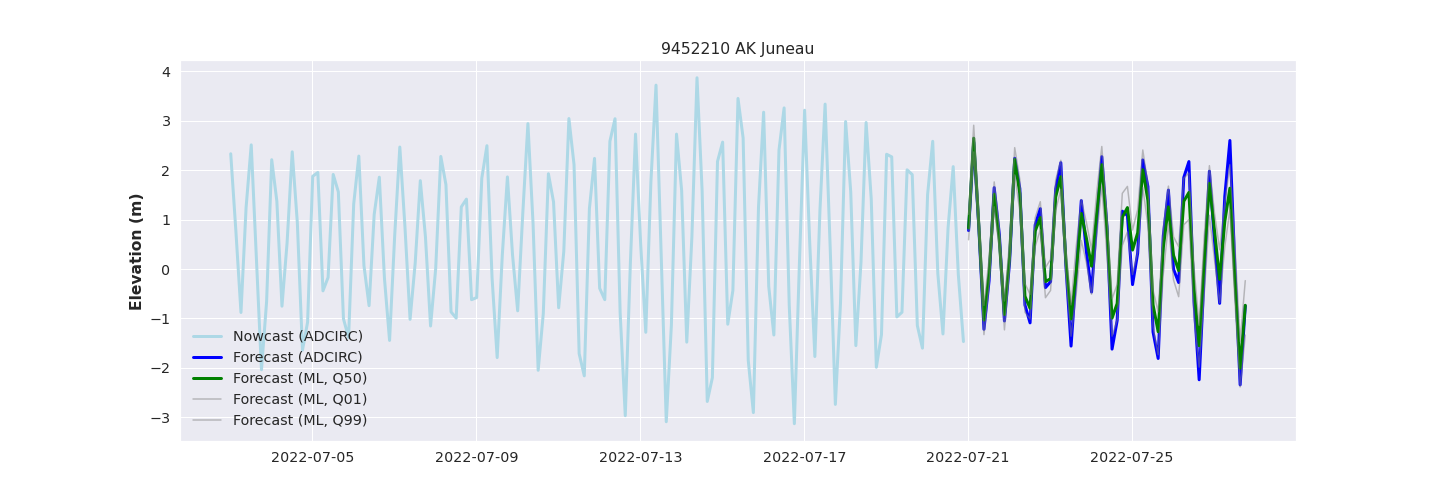 9452210 AK Juneau
Elevation (m)
4
3
2
1
0
−1
−2
−3
Nowcast (ADCIRC)
Forecast (ADCIRC)
Forecast (ML, Q50)
Forecast (ML, Q01)
Forecast (ML, Q99)
2022-07-05 2022-07-09 2022-07-13 2022-07-17 2022-07-21 2022-07-25